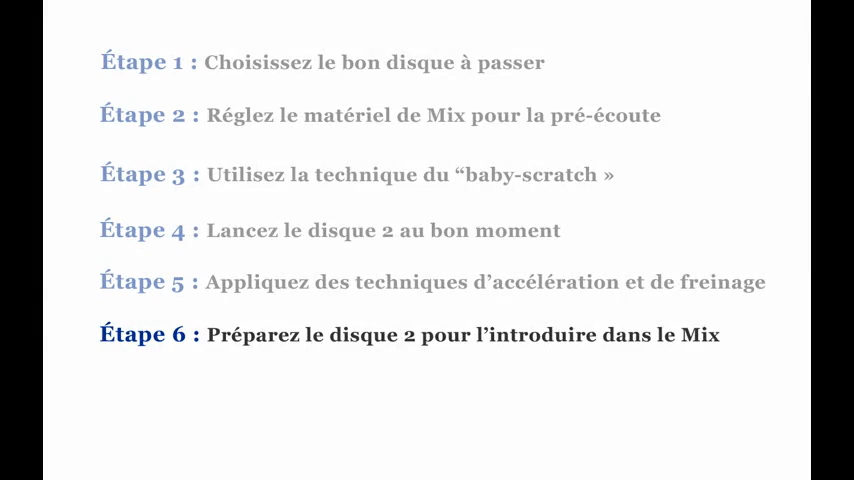 Étape 1 : Choisissez le bon disque à passer
Étape 2 : Réglez le matériel de Mix pour la pré-écoute
Étape 3 : Utilisez la technique du “baby-scratch »
Étape 4 : Lancez le disque 2 au bon moment
Étape 5 : Appliquez des techniques d’accélération et de freinage
Étape 6 : Préparez le disque 2 pour l’introduire dans le Mix